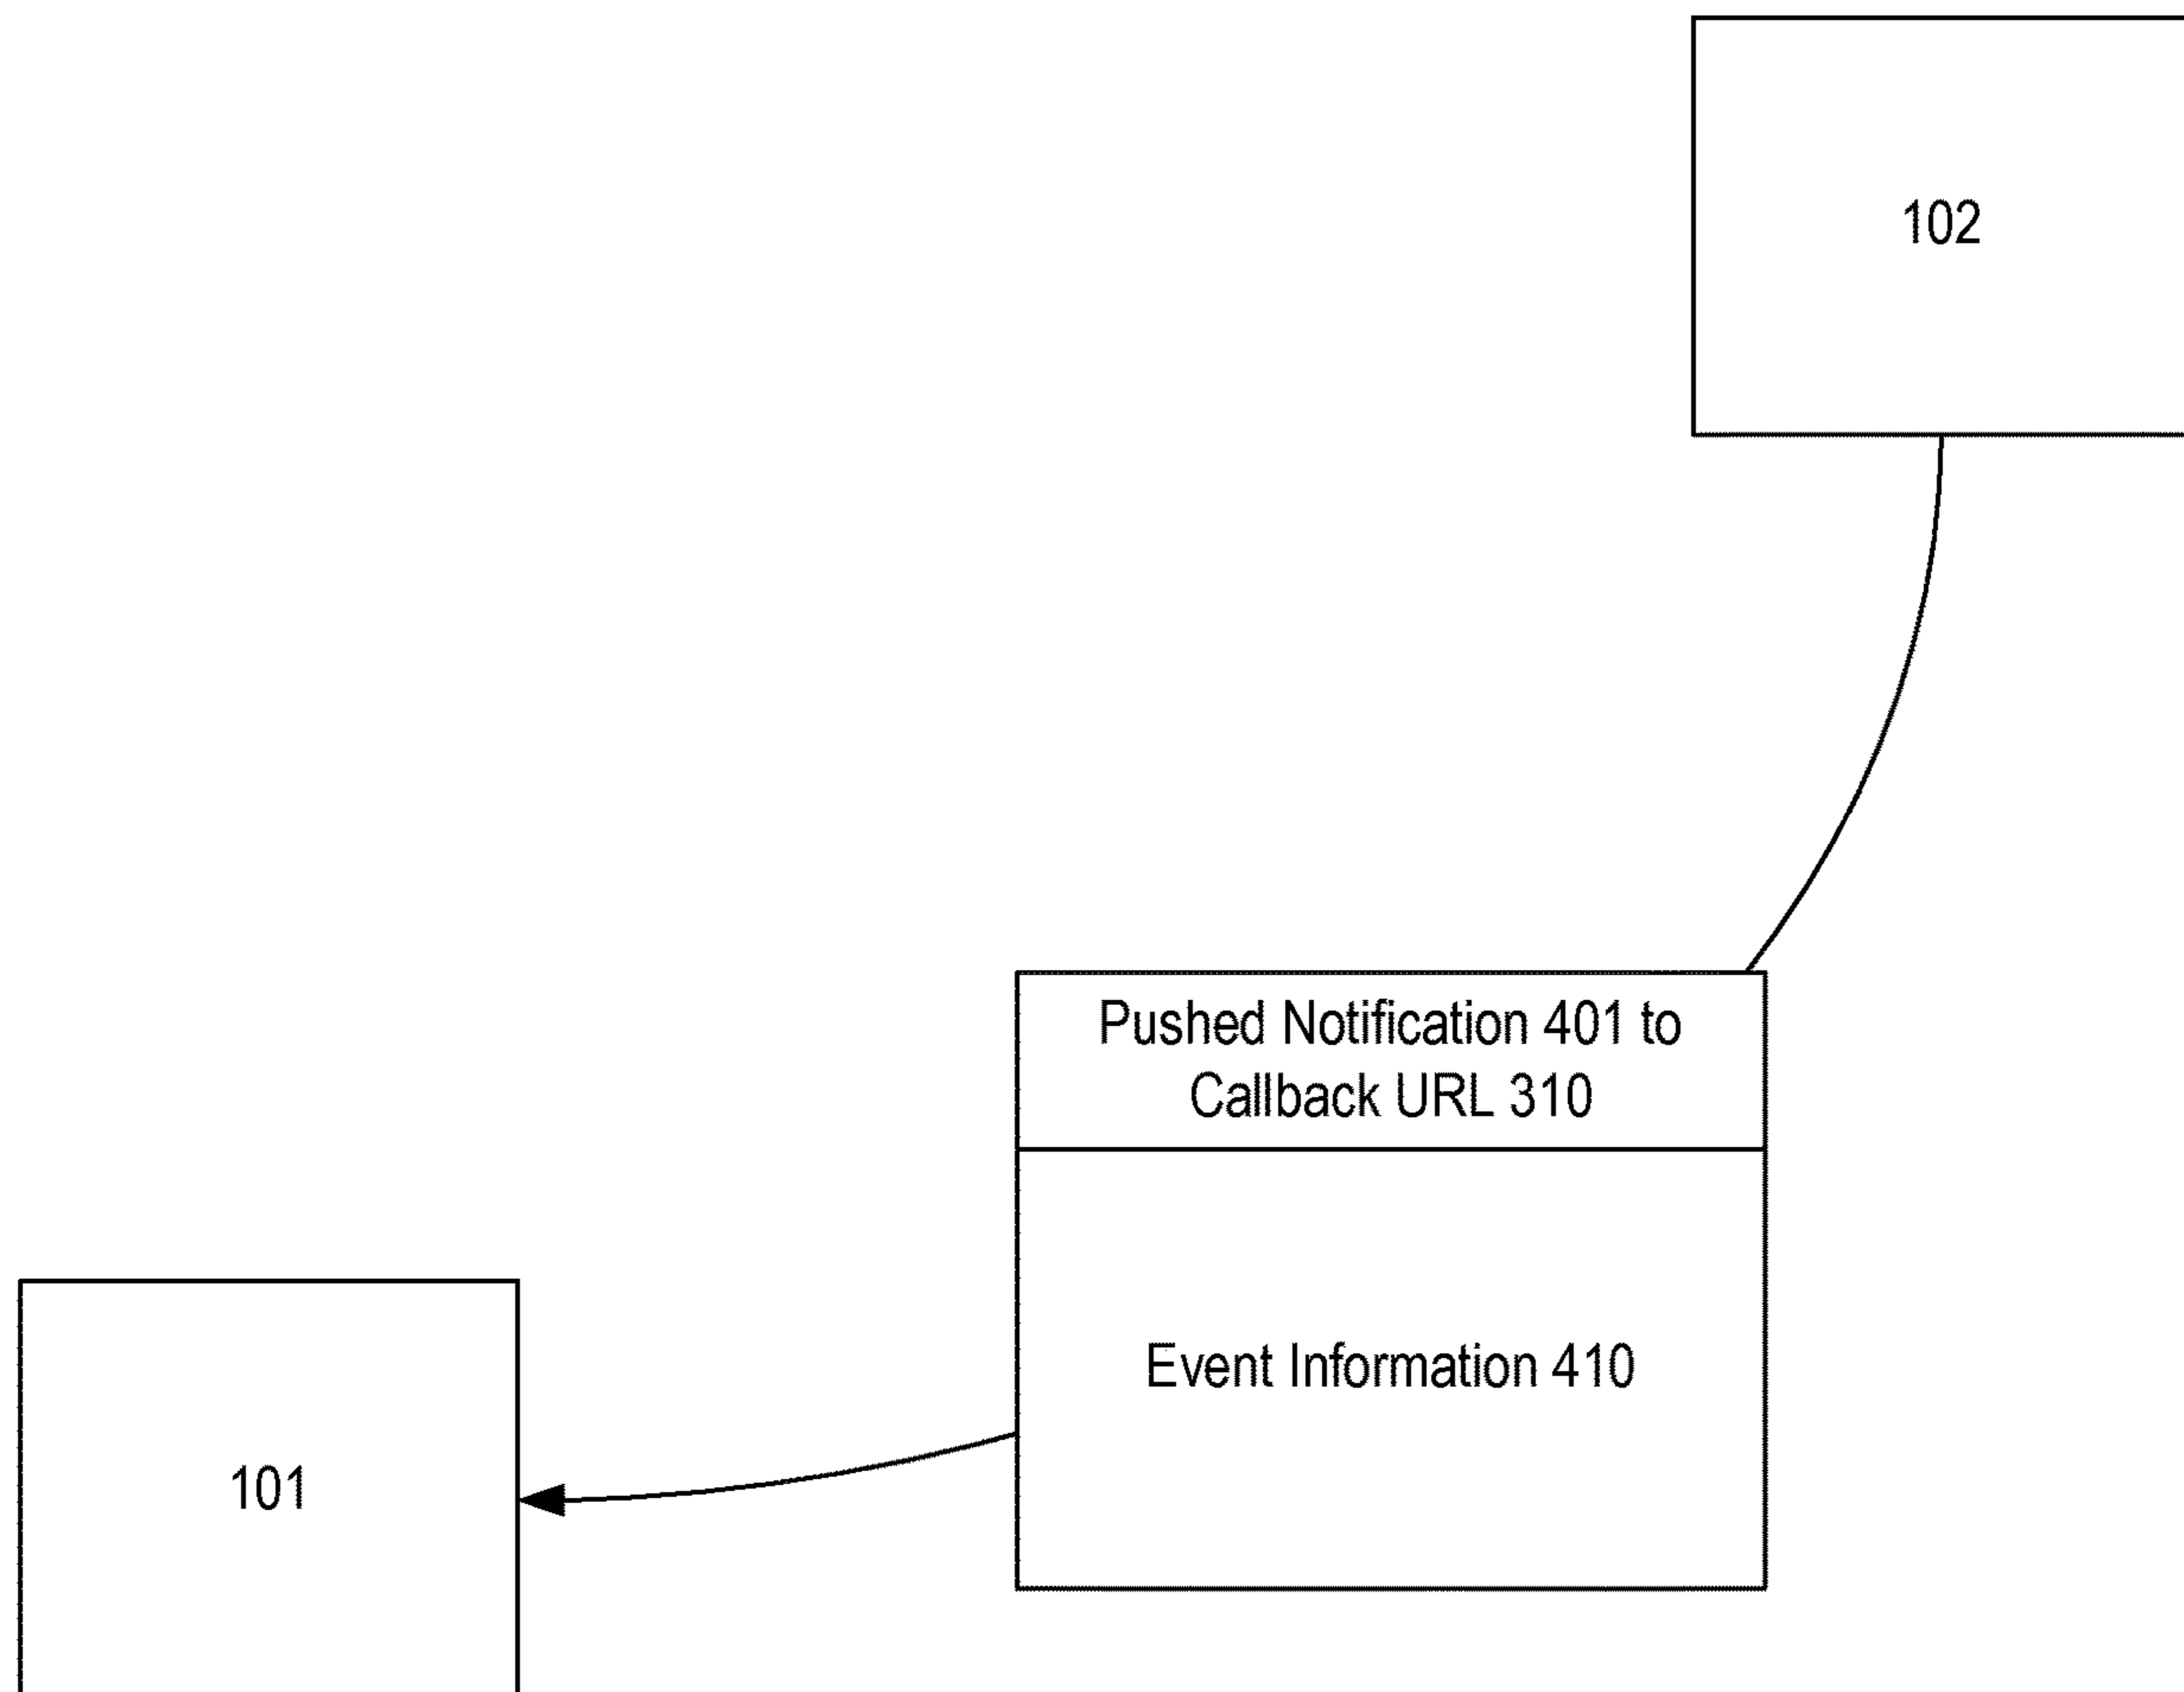 102
Pushed Notification 401 to
Callback URL 310
Event Information 410
101